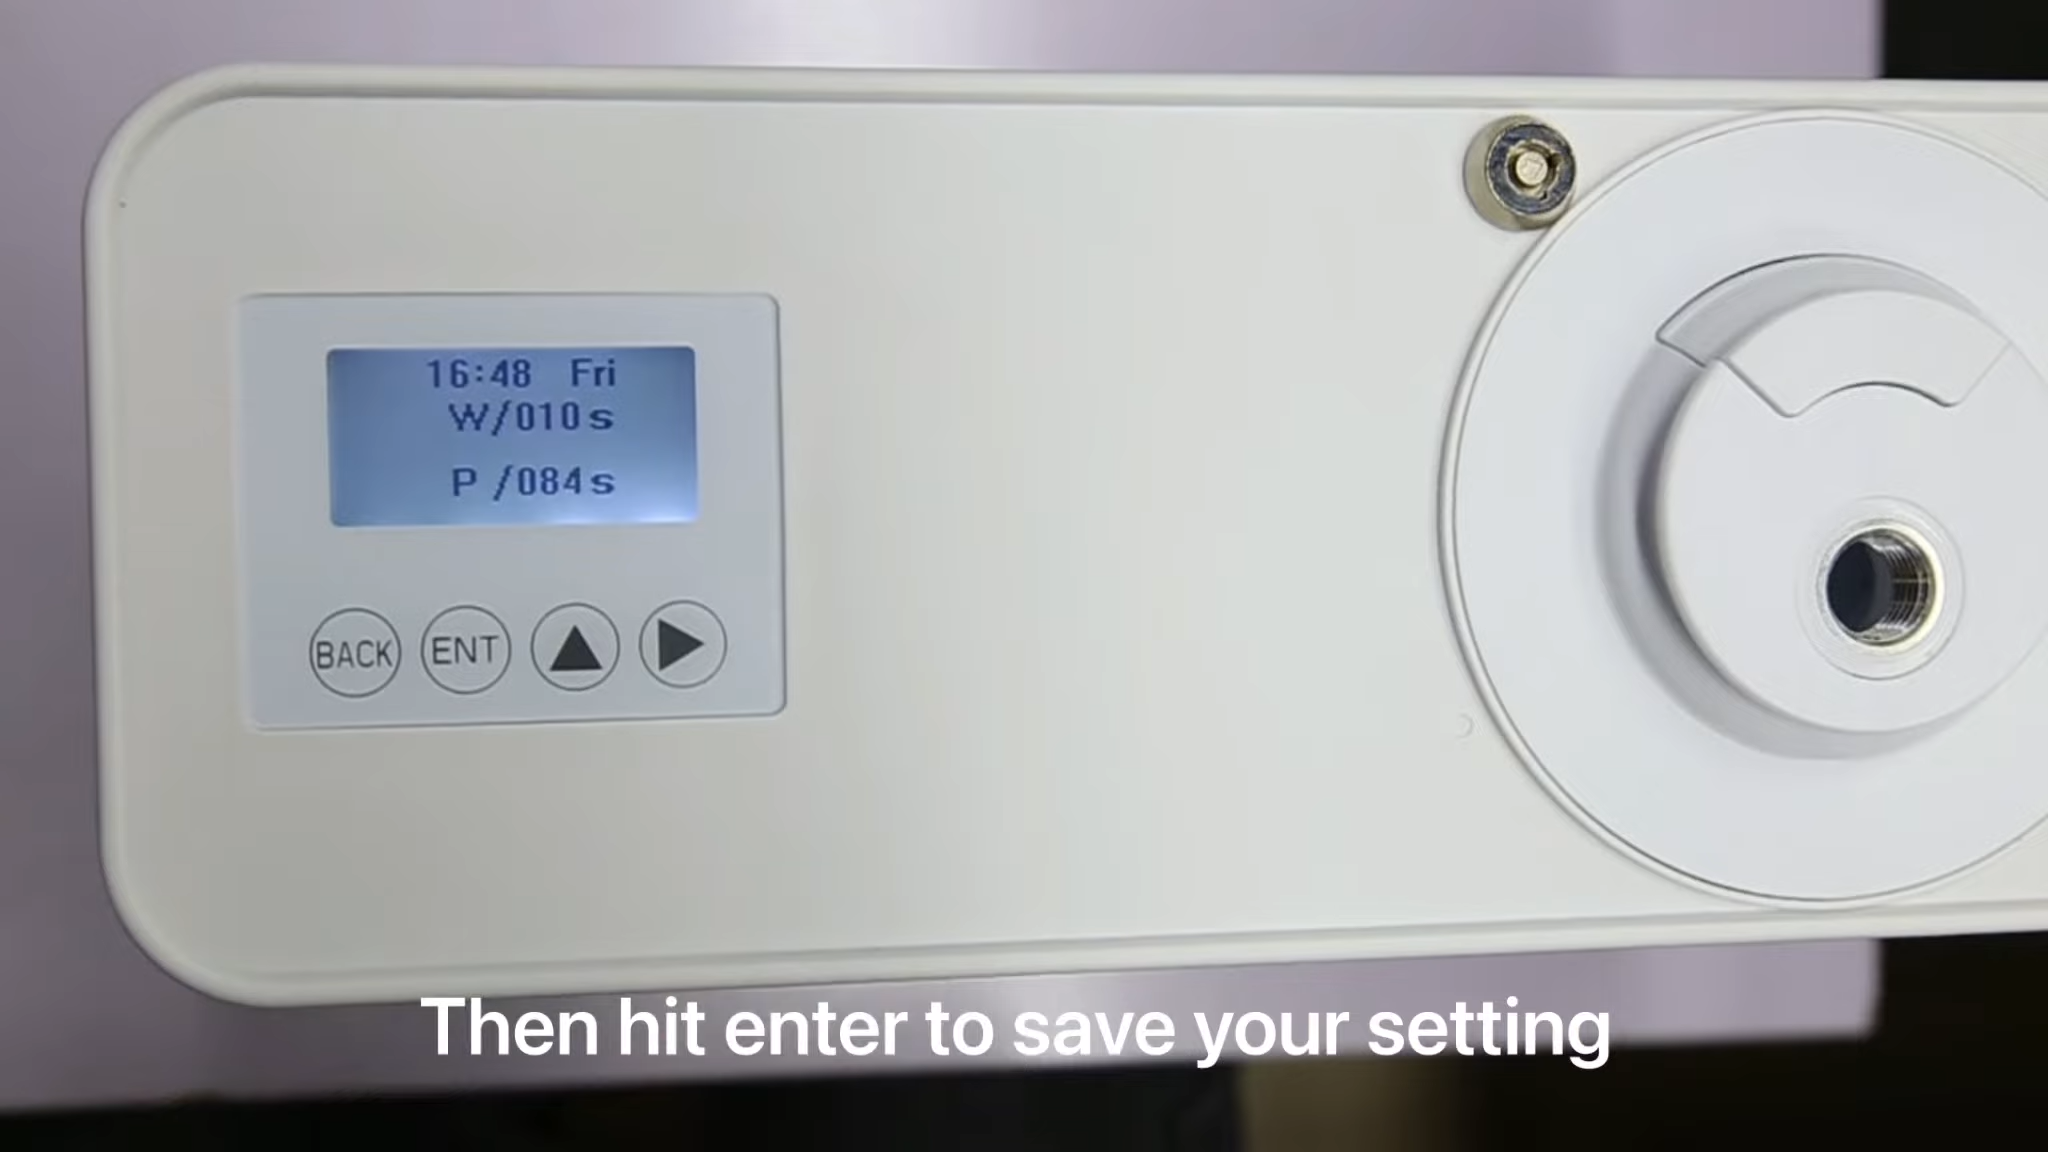 16:48 Fri
W/010s
P /084s
BACK ENT
Then hit enter to save your setting